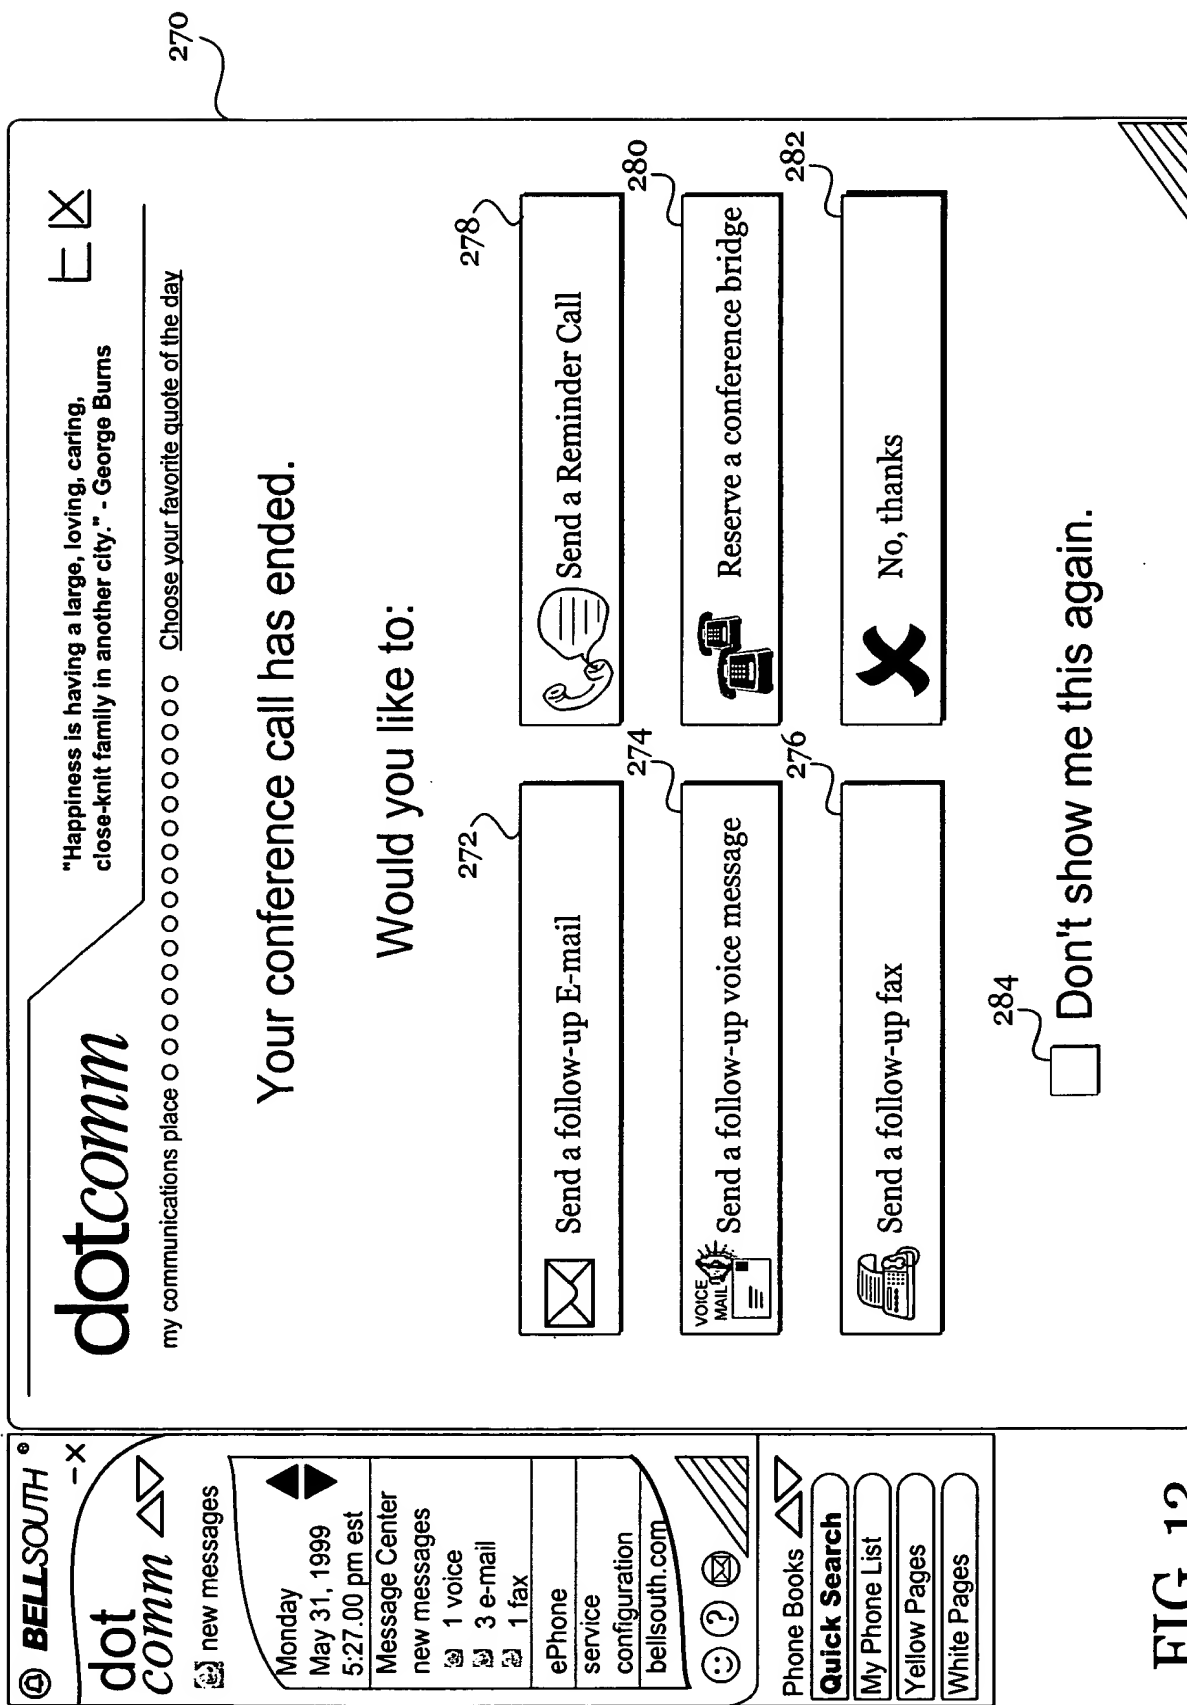 BELLSOUTH ®
– X
dot
comm
new messages
Monday
May 31, 1999
5:27.00 pm est
Message Center
new messages
1 voice
3 e-mail
1 fax
ePhone
service
configuration
bellsouth.com
?
Phone Books
Quick Search
My Phone List
Yellow Pages
White Pages
270
dotcomm
"Happiness is having a large, loving, caring,
close-knit family in another city." - George Burns
my communications place
Choose your favorite quote of the day
Your conference call has ended.
Would you like to:
272
Send a follow-up E-mail
278
Send a Reminder Call
274
VOICE
MAIL
Send a follow-up voice message
280
Reserve a conference bridge
276
Send a follow-up fax
282
No, thanks
284
Don't show me this again.